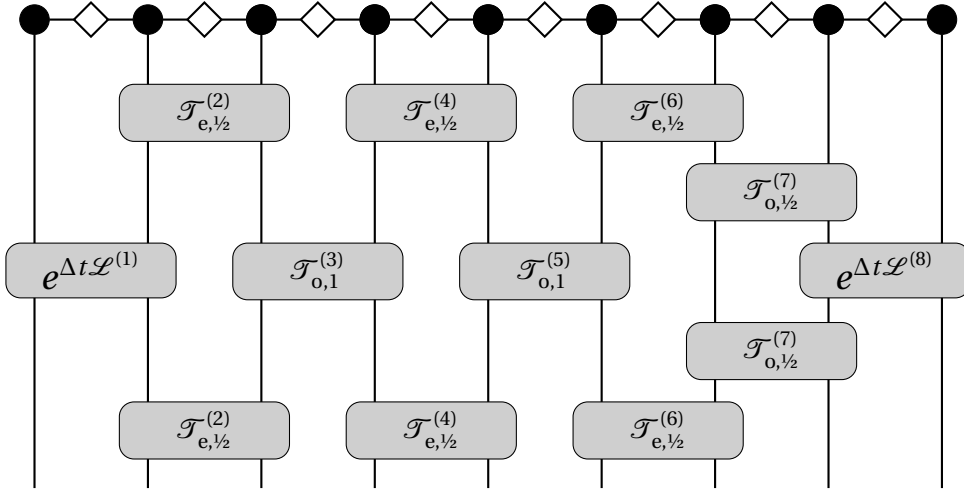 𝒯_{e,½}^{(2)} 𝒯_{e,½}^{(4)} 𝒯_{e,½}^{(6)}
𝒯_{o,½}^{(7)}
e^{Δtℒ^{(1)}} 𝒯_{o,1}^{(3)} 𝒯_{o,1}^{(5)} e^{Δtℒ^{(8)}}
𝒯_{o,½}^{(7)}
𝒯_{e,½}^{(2)} 𝒯_{e,½}^{(4)} 𝒯_{e,½}^{(6)}